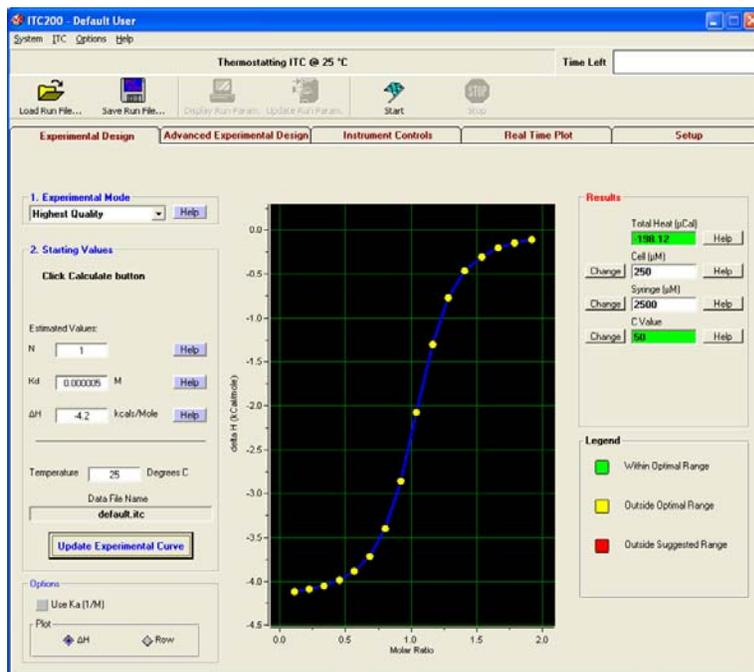 ITC200 - Default User
System ITC Options Help
Thermostatting ITC @ 25 °C
Time Left
Load Run File...
Save Run File...
Display Run Param.
Update Run Param.
Start
Stop
STOP
Experimental Design
Advanced Experimental Design
Instrument Controls
Real Time Plot
Setup
1. Experimental Mode
Highest Quality
Help
2. Starting Values
Click Calculate button
Estimated Values:
N 1 Help
Kd 0.000005 M Help
ΔH -4.2 kcals/Mole Help
Temperature 25 Degrees C
Data File Name
default.itc
Update Experimental Curve
Options
Use Ka (1/M)
Plot
ΔH Row
delta H (kCal/mole)
0.0
-0.5
-1.0
-1.5
-2.0
-2.5
-3.0
-3.5
-4.0
-4.5
0.0 0.5 1.0 1.5 2.0
Molar Ratio
Results
Total Heat (µCal)
-198.12 Help
Cell (µM)
Change 250 Help
Syringe (µM)
Change 2500 Help
C Value
Change 50 Help
Legend
Within Optimal Range
Outside Optimal Range
Outside Suggested Range